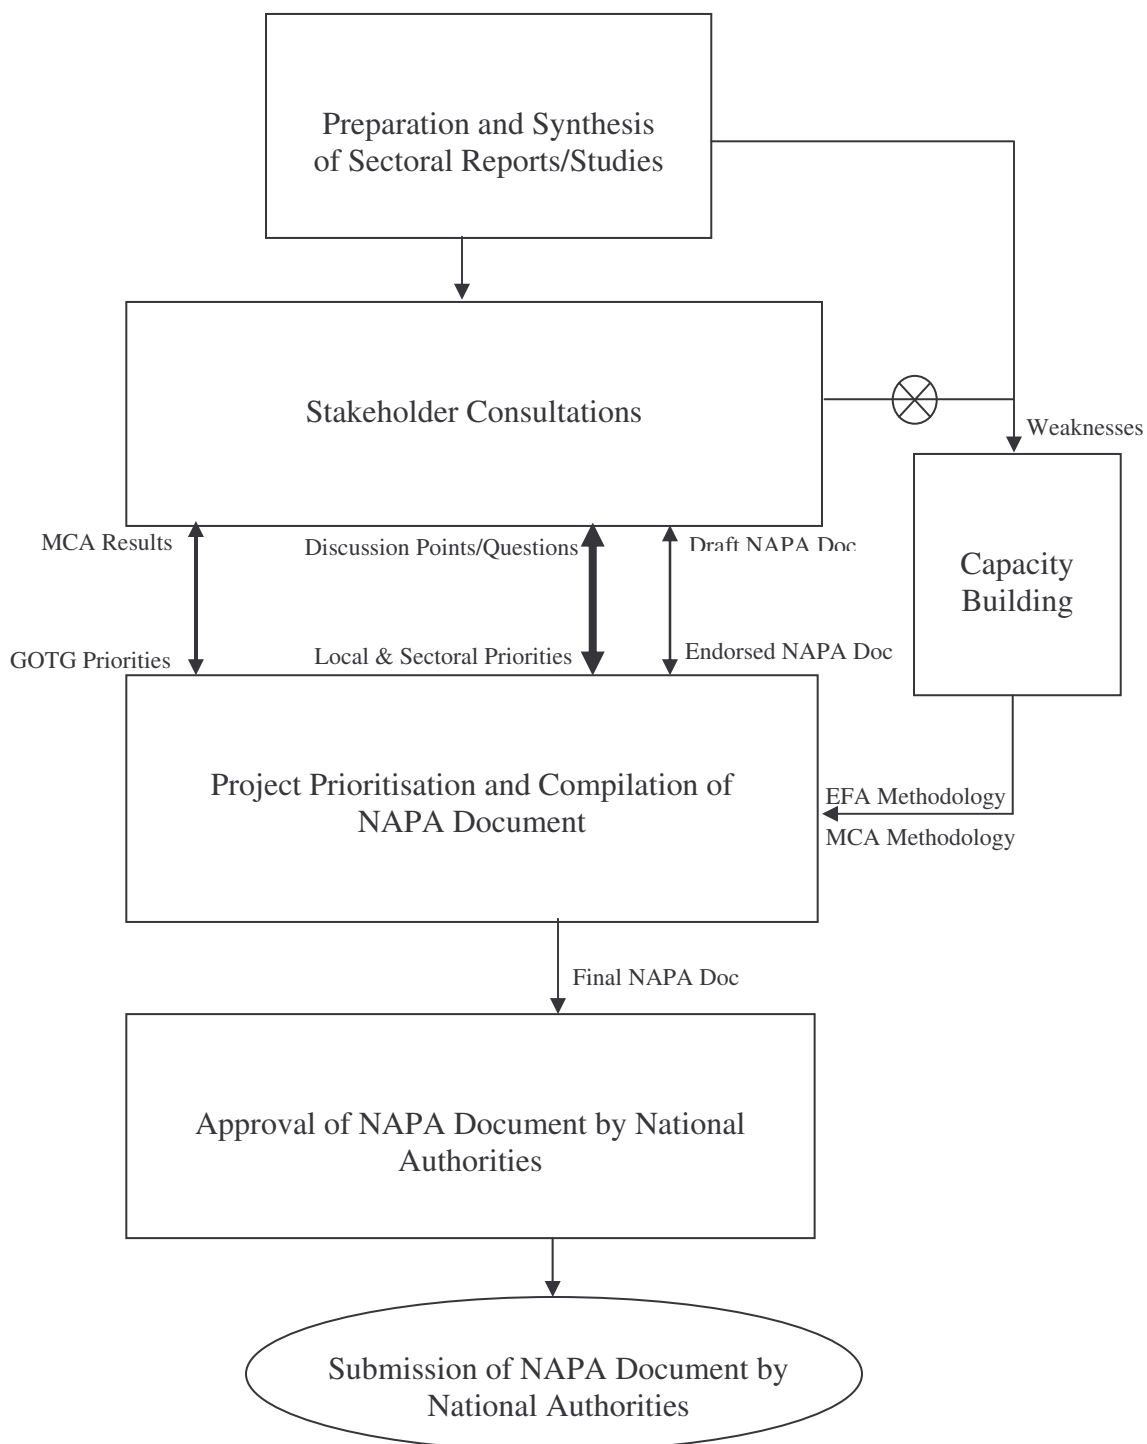 Preparation and Synthesis
of Sectoral Reports/Studies
Stakeholder Consultations
Weaknesses
MCA Results
Discussion Points/Questions
Draft NAPA Doc
Capacity
Building
GOTG Priorities
Local & Sectoral Priorities
Endorsed NAPA Doc
Project Prioritisation and Compilation of
NAPA Document
EFA Methodology
MCA Methodology
Final NAPA Doc
Approval of NAPA Document by National
Authorities
Submission of NAPA Document by
National Authorities